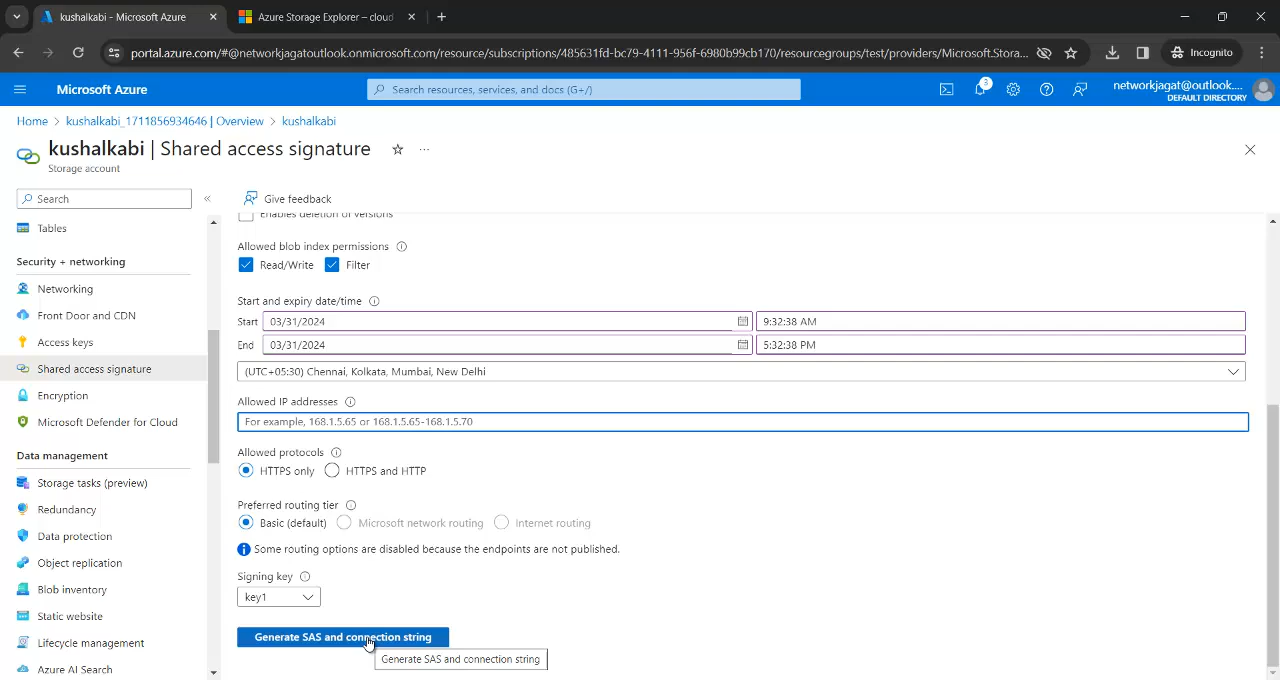 kushalkabi - Microsoft Azure
Azure Storage Explorer – cloud
portal.azure.com/#@networkjagatoutlook.onmicrosoft.com/resource/subscriptions/485631fd-bc79-4111-956f-6980b99cb170/resourcegroups/test/providers/Microsoft.Stora...
Incognito
Microsoft Azure
Search resources, services, and docs (G+/)
3
networkjagat@outlook....
DEFAULT DIRECTORY
Home > kushalkabi_1711856934646 | Overview > kushalkabi
kushalkabi | Shared access signature
Storage account
Search
Give feedback
Tables
Security + networking
Networking
Front Door and CDN
Access keys
Shared access signature
Encryption
Microsoft Defender for Cloud
Data management
Storage tasks (preview)
Redundancy
Data protection
Object replication
Blob inventory
Static website
Lifecycle management
Azure AI Search
Enables deletion of versions
Allowed blob index permissions
Read/Write Filter
Start and expiry date/time
Start 03/31/2024 9:32:38 AM
End 03/31/2024 5:32:38 PM
(UTC+05:30) Chennai, Kolkata, Mumbai, New Delhi
Allowed IP addresses
For example, 168.1.5.65 or 168.1.5.65-168.1.5.70
Allowed protocols
HTTPS only HTTPS and HTTP
Preferred routing tier
Basic (default) Microsoft network routing Internet routing
Some routing options are disabled because the endpoints are not published.
Signing key
key1
Generate SAS and connection string
Generate SAS and connection string